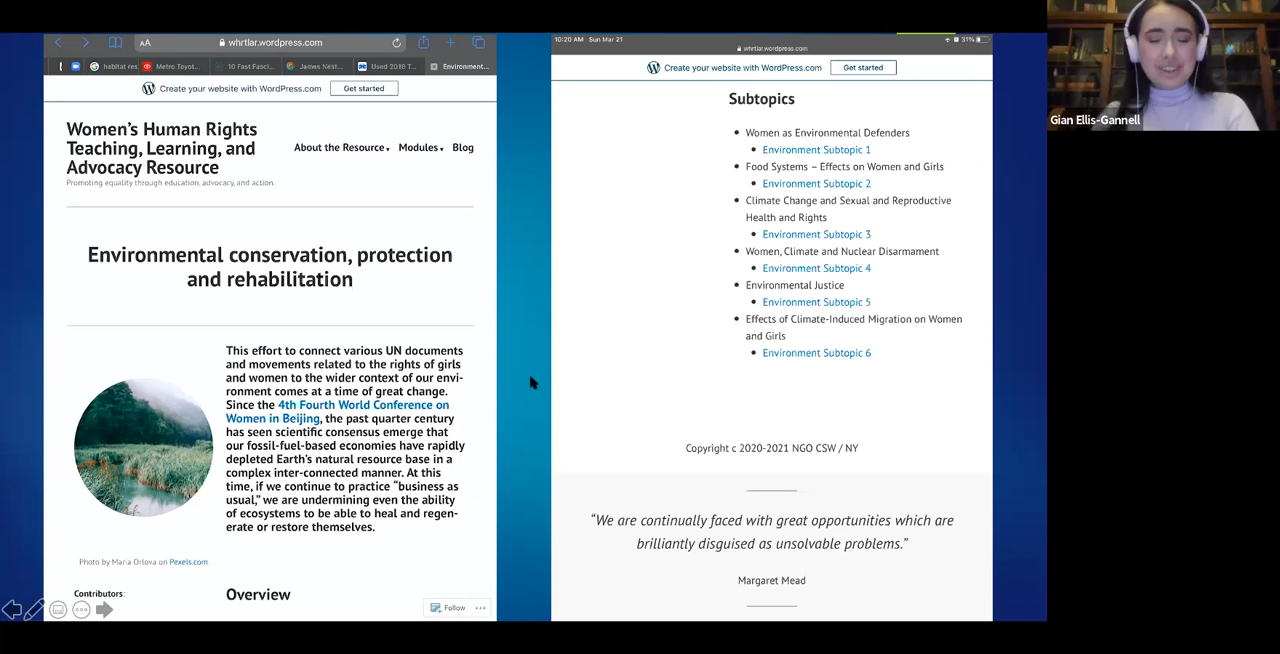 whrtlar.wordpress.com
AA
habitat res
Metro Toyot...
10 Fast Fasci...
James Nest...
Used 2018 T...
Environment...
Create your website with WordPress.com
Get started
Women's Human Rights
Teaching, Learning, and
Advocacy Resource
Promoting equality through education, advocacy, and action.
About the Resource
Modules
Blog
Environmental conservation, protection
and rehabilitation
This effort to connect various UN documents
and movements related to the rights of girls
and women to the wider context of our envi-
ronment comes at a time of great change.
Since the 4th Fourth World Conference on
Women in Beijing, the past quarter century
has seen scientific consensus emerge that
our fossil-fuel-based economies have rapidly
depleted Earth's natural resource base in a
complex inter-connected manner. At this
time, if we continue to practice “business as
usual,” we are undermining even the ability
of ecosystems to be able to heal and regen-
erate or restore themselves.
Photo by Maria Orlova on Pexels.com
Contributors:
Overview
Follow
10:20 AM Sun Mar 21
31%
whrtlar.wordpress.com
Create your website with WordPress.com
Get started
Subtopics
Women as Environmental Defenders
Environment Subtopic 1
Food Systems – Effects on Women and Girls
Environment Subtopic 2
Climate Change and Sexual and Reproductive
Health and Rights
Environment Subtopic 3
Women, Climate and Nuclear Disarmament
Environment Subtopic 4
Environmental Justice
Environment Subtopic 5
Effects of Climate-Induced Migration on Women
and Girls
Environment Subtopic 6
Copyright c 2020-2021 NGO CSW / NY
“We are continually faced with great opportunities which are
brilliantly disguised as unsolvable problems.”
Margaret Mead
Gian Ellis-Gannell